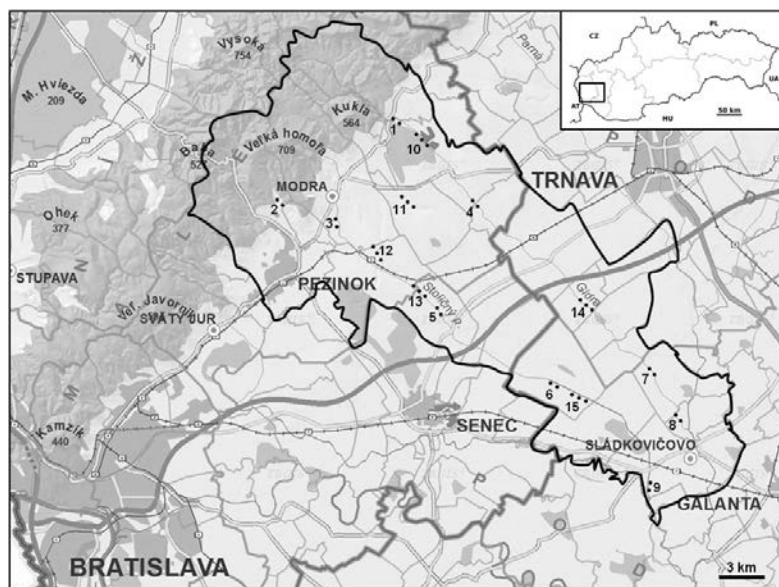 CZ
PL
UA
AT
HU
50 km
Vysoká
754
Parná
M. Hviezda
209
Kukla
564
1
10
Baba
Veľká homoľa
709
MODRA
TRNAVA
2
3
11
4
Ohek
377
12
STUPAVA
PEZINOK
Stoličný p.
13
5
Gidra
14
Veľ. Javorník
SVÄTÝ JUR
7
6
15
8
Kamzík
440
SENEC
SLÁDKOVIČOVO
9
GALANTA
BRATISLAVA
3 km